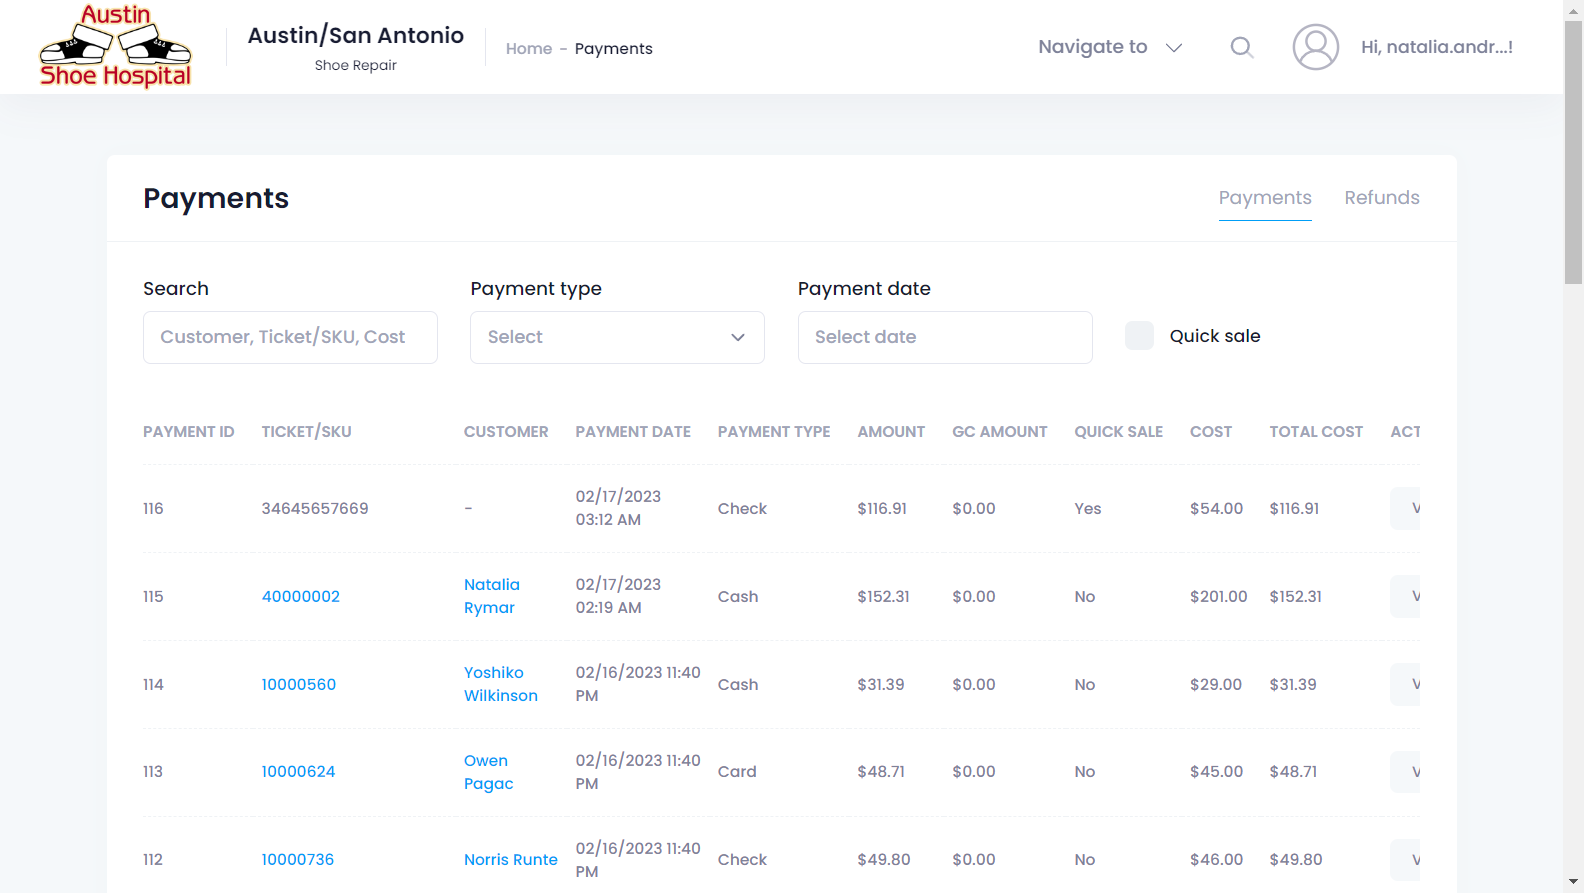 Austin
Shoe Hospital
Austin/San Antonio
Shoe Repair
Home - Payments
Navigate to
Hi, natalia.andr...!
Payments
Payments Refunds
Search Payment type Payment date
Customer, Ticket/SKU, Cost Select Select date Quick sale
PAYMENT ID TICKET/SKU CUSTOMER PAYMENT DATE PAYMENT TYPE AMOUNT GC AMOUNT QUICK SALE COST TOTAL COST ACT
116 34645657669 - 02/17/2023 03:12 AM Check $116.91 $0.00 Yes $54.00 $116.91 V
115 40000002 Natalia Rymar 02/17/2023 02:19 AM Cash $152.31 $0.00 No $201.00 $152.31 V
114 10000560 Yoshiko Wilkinson 02/16/2023 11:40 PM Cash $31.39 $0.00 No $29.00 $31.39 V
113 10000624 Owen Pagac 02/16/2023 11:40 PM Card $48.71 $0.00 No $45.00 $48.71 V
112 10000736 Norris Runte 02/16/2023 11:40 PM Check $49.80 $0.00 No $46.00 $49.80 V